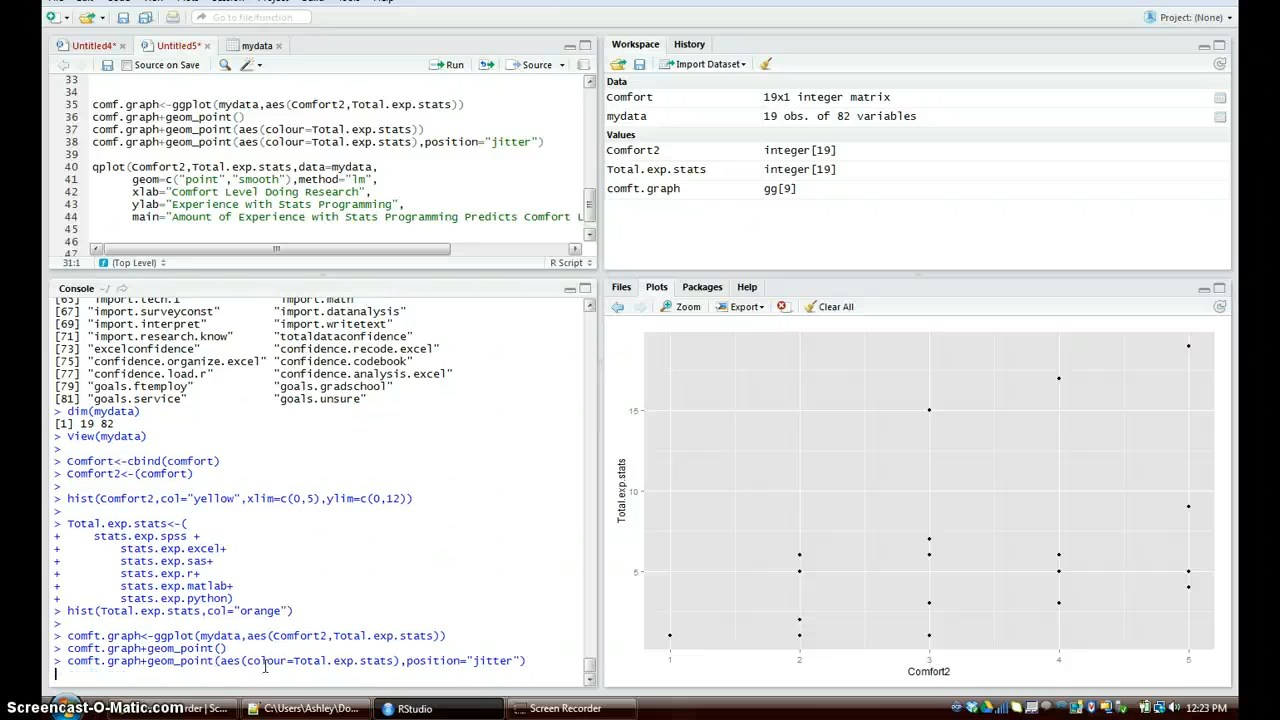 Go to file/function
Project: (None)
Untitled4*
Untitled5*
mydata
Source on Save
Run
Source
33
34
35 comf.graph<-ggplot(mydata,aes(Comfort2,Total.exp.stats))
36 comf.graph+geom_point()
37 comf.graph+geom_point(aes(colour=Total.exp.stats))
38 comf.graph+geom_point(aes(colour=Total.exp.stats),position="jitter")
39
40 qplot(Comfort2,Total.exp.stats,data=mydata,
41 geom=c("point","smooth"),method="lm",
42 xlab="Comfort Level Doing Research",
43 ylab="Experience with Stats Programming",
44 main="Amount of Experience with Stats Programming Predicts Comfort L
45
46
47
31:1
(Top Level)
R Script
Workspace
History
Import Dataset
Data
Comfort 19x1 integer matrix
mydata 19 obs. of 82 variables
Values
Comfort2 integer[19]
Total.exp.stats integer[19]
comft.graph gg[9]
Console ~/
[65] "import.tech.i" "import.math"
[67] "import.surveyconst" "import.datanalysis"
[69] "import.interpret" "import.writetext"
[71] "import.research.know" "totaldataconfidence"
[73] "excelconfidence" "confidence.recode.excel"
[75] "confidence.organize.excel" "confidence.codebook"
[77] "confidence.load.r" "confidence.analysis.excel"
[79] "goals.ftemploy" "goals.gradschool"
[81] "goals.service" "goals.unsure"
> dim(mydata)
[1] 19 82
> View(mydata)
>
> Comfort<-cbind(comfort)
> Comfort2<-(comfort)
>
> hist(Comfort2,col="yellow",xlim=c(0,5),ylim=c(0,12))
>
> Total.exp.stats<-(
+ stats.exp.spss +
+ stats.exp.excel+
+ stats.exp.sas+
+ stats.exp.r+
+ stats.exp.matlab+
+ stats.exp.python)
> hist(Total.exp.stats,col="orange")
>
> comft.graph<-ggplot(mydata,aes(Comfort2,Total.exp.stats))
> comft.graph+geom_point()
> comft.graph+geom_point(aes(colour=Total.exp.stats),position="jitter")
Files
Plots
Packages
Help
Zoom
Export
Clear All
15
10
5
Total.exp.stats
1 2 3 4 5
Comfort2
Screencast-O-Matic.com
C:\Users\Ashley\Do...
RStudio
Screen Recorder
12:23 PM